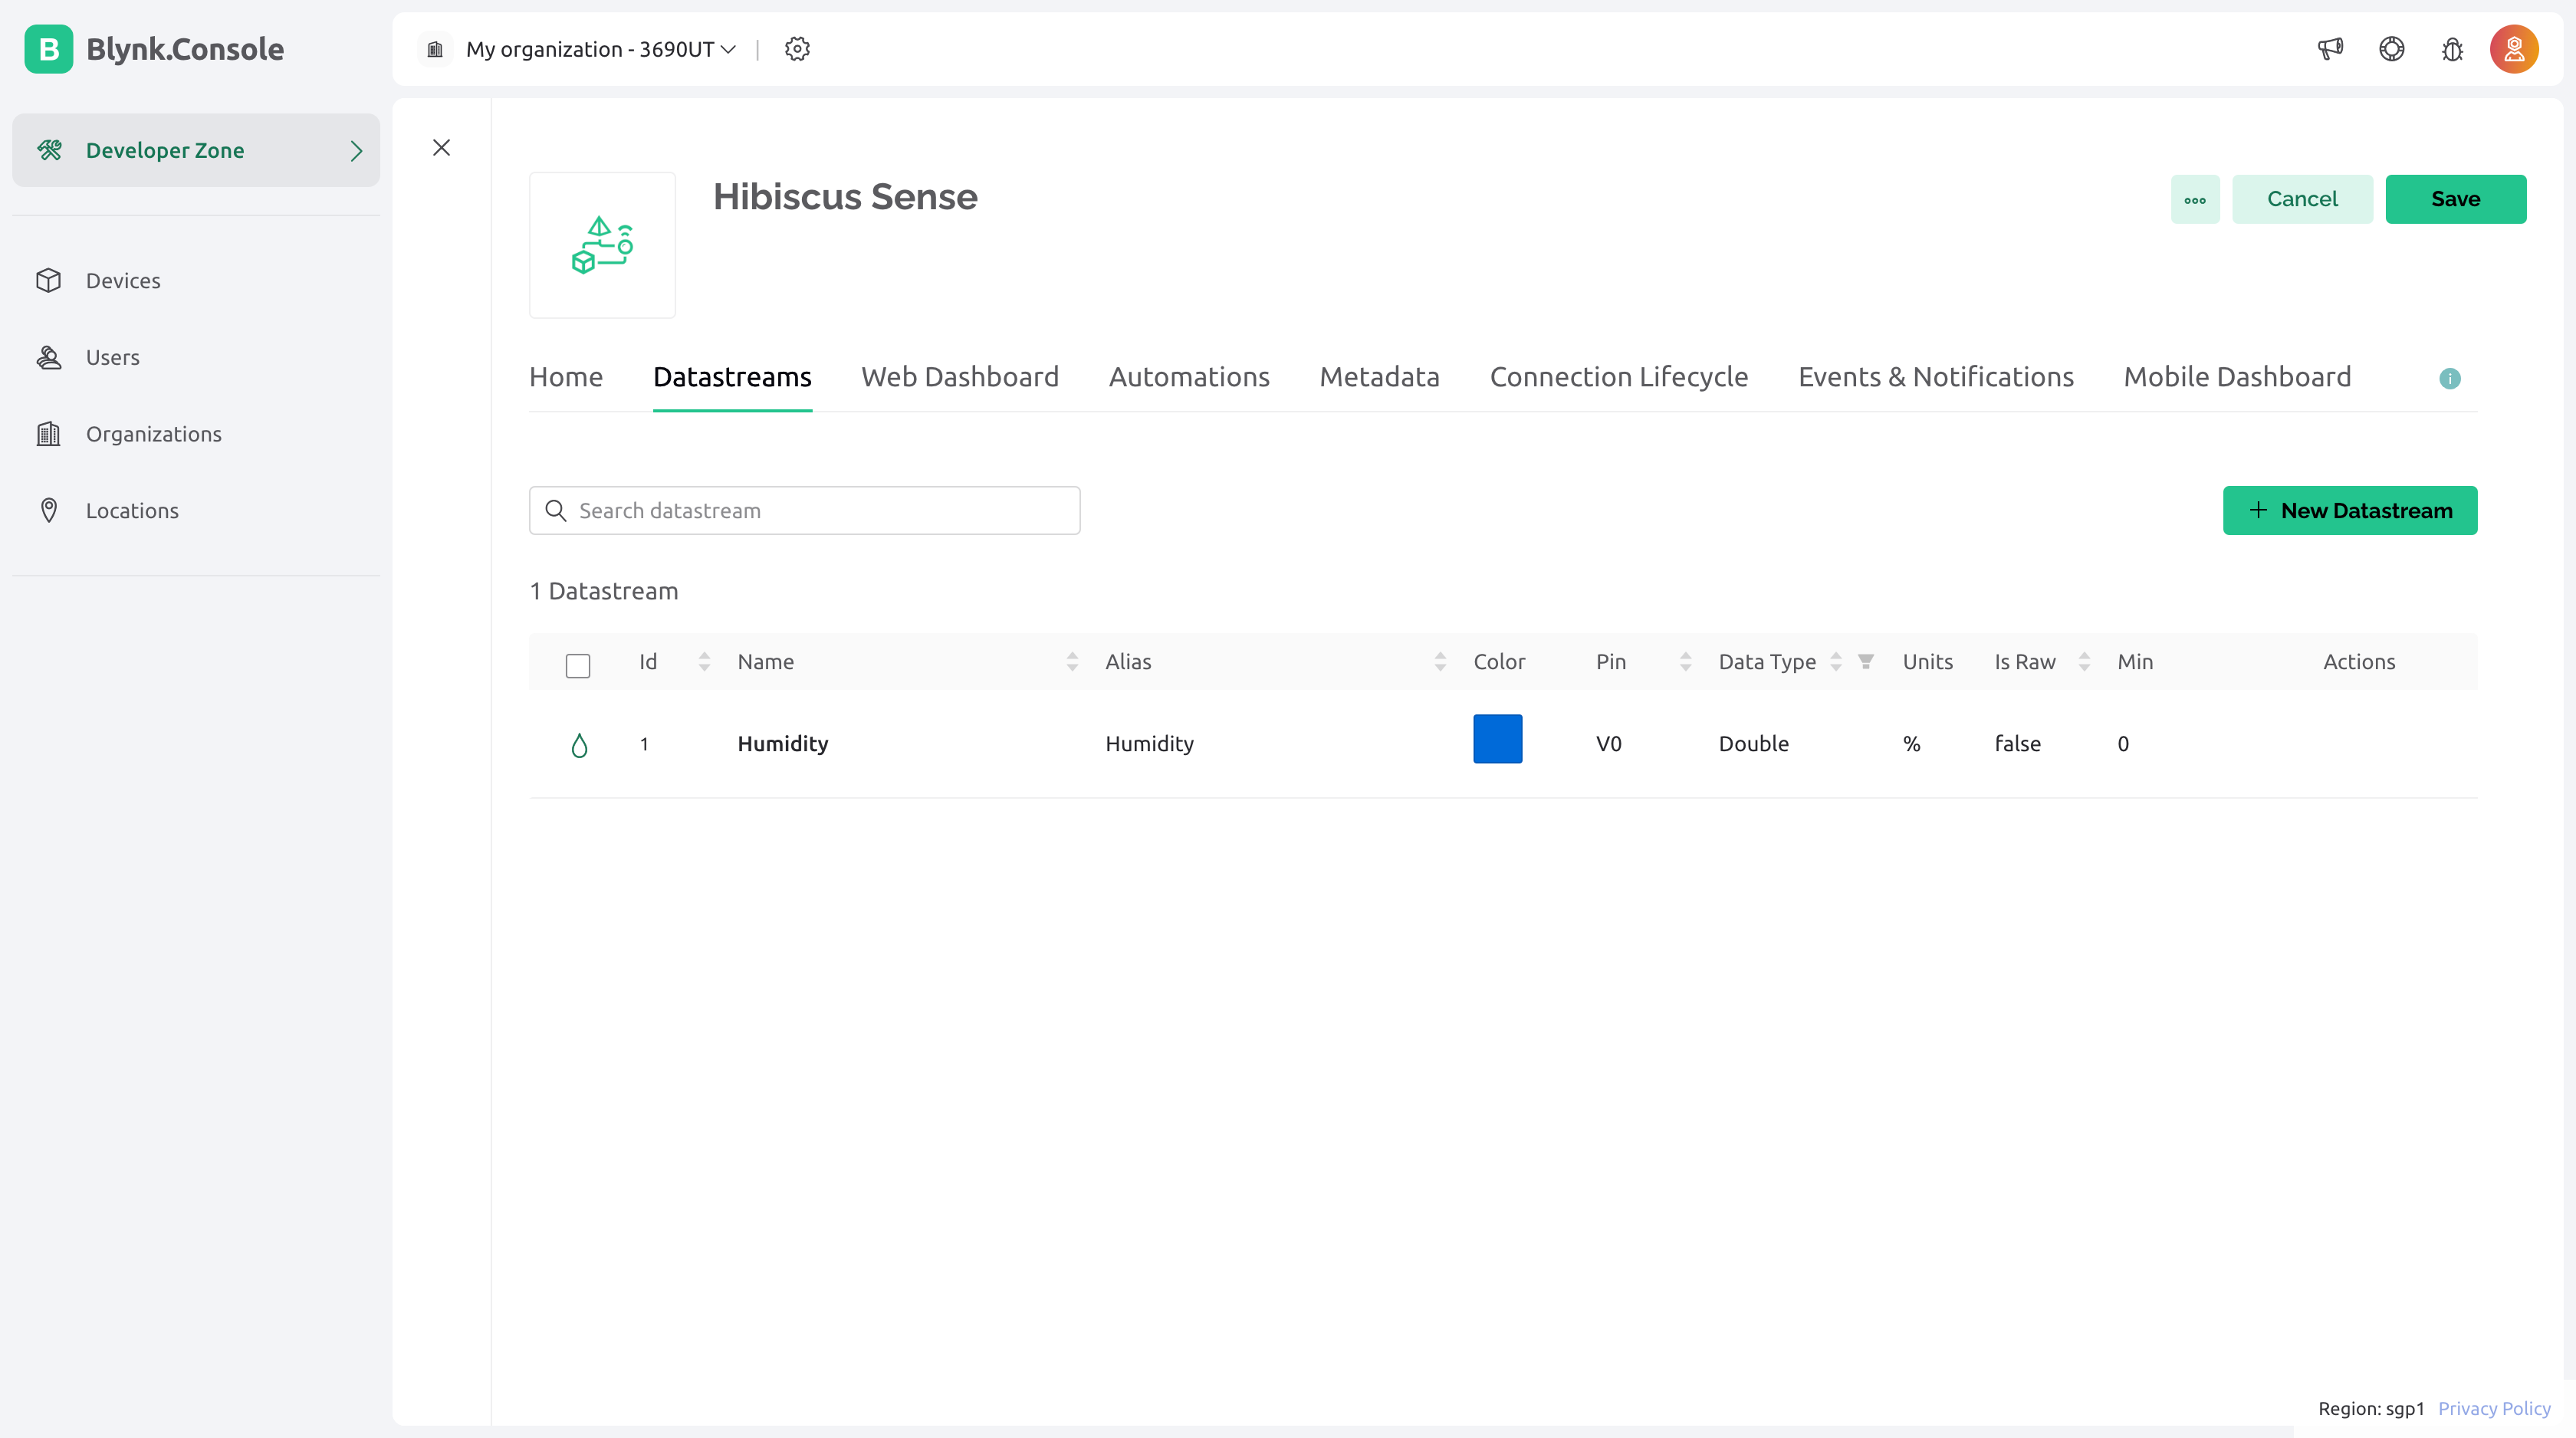 B Blynk.Console
My organization - 3690UT
Developer Zone
Devices
Users
Organizations
Locations
Hibiscus Sense
Cancel
Save
Home Datastreams Web Dashboard Automations Metadata Connection Lifecycle Events & Notifications Mobile Dashboard
Search datastream
New Datastream
1 Datastream
Id Name Alias Color Pin Data Type Units Is Raw Min Actions
1 Humidity Humidity V0 Double % false 0
Region: sgp1 Privacy Policy